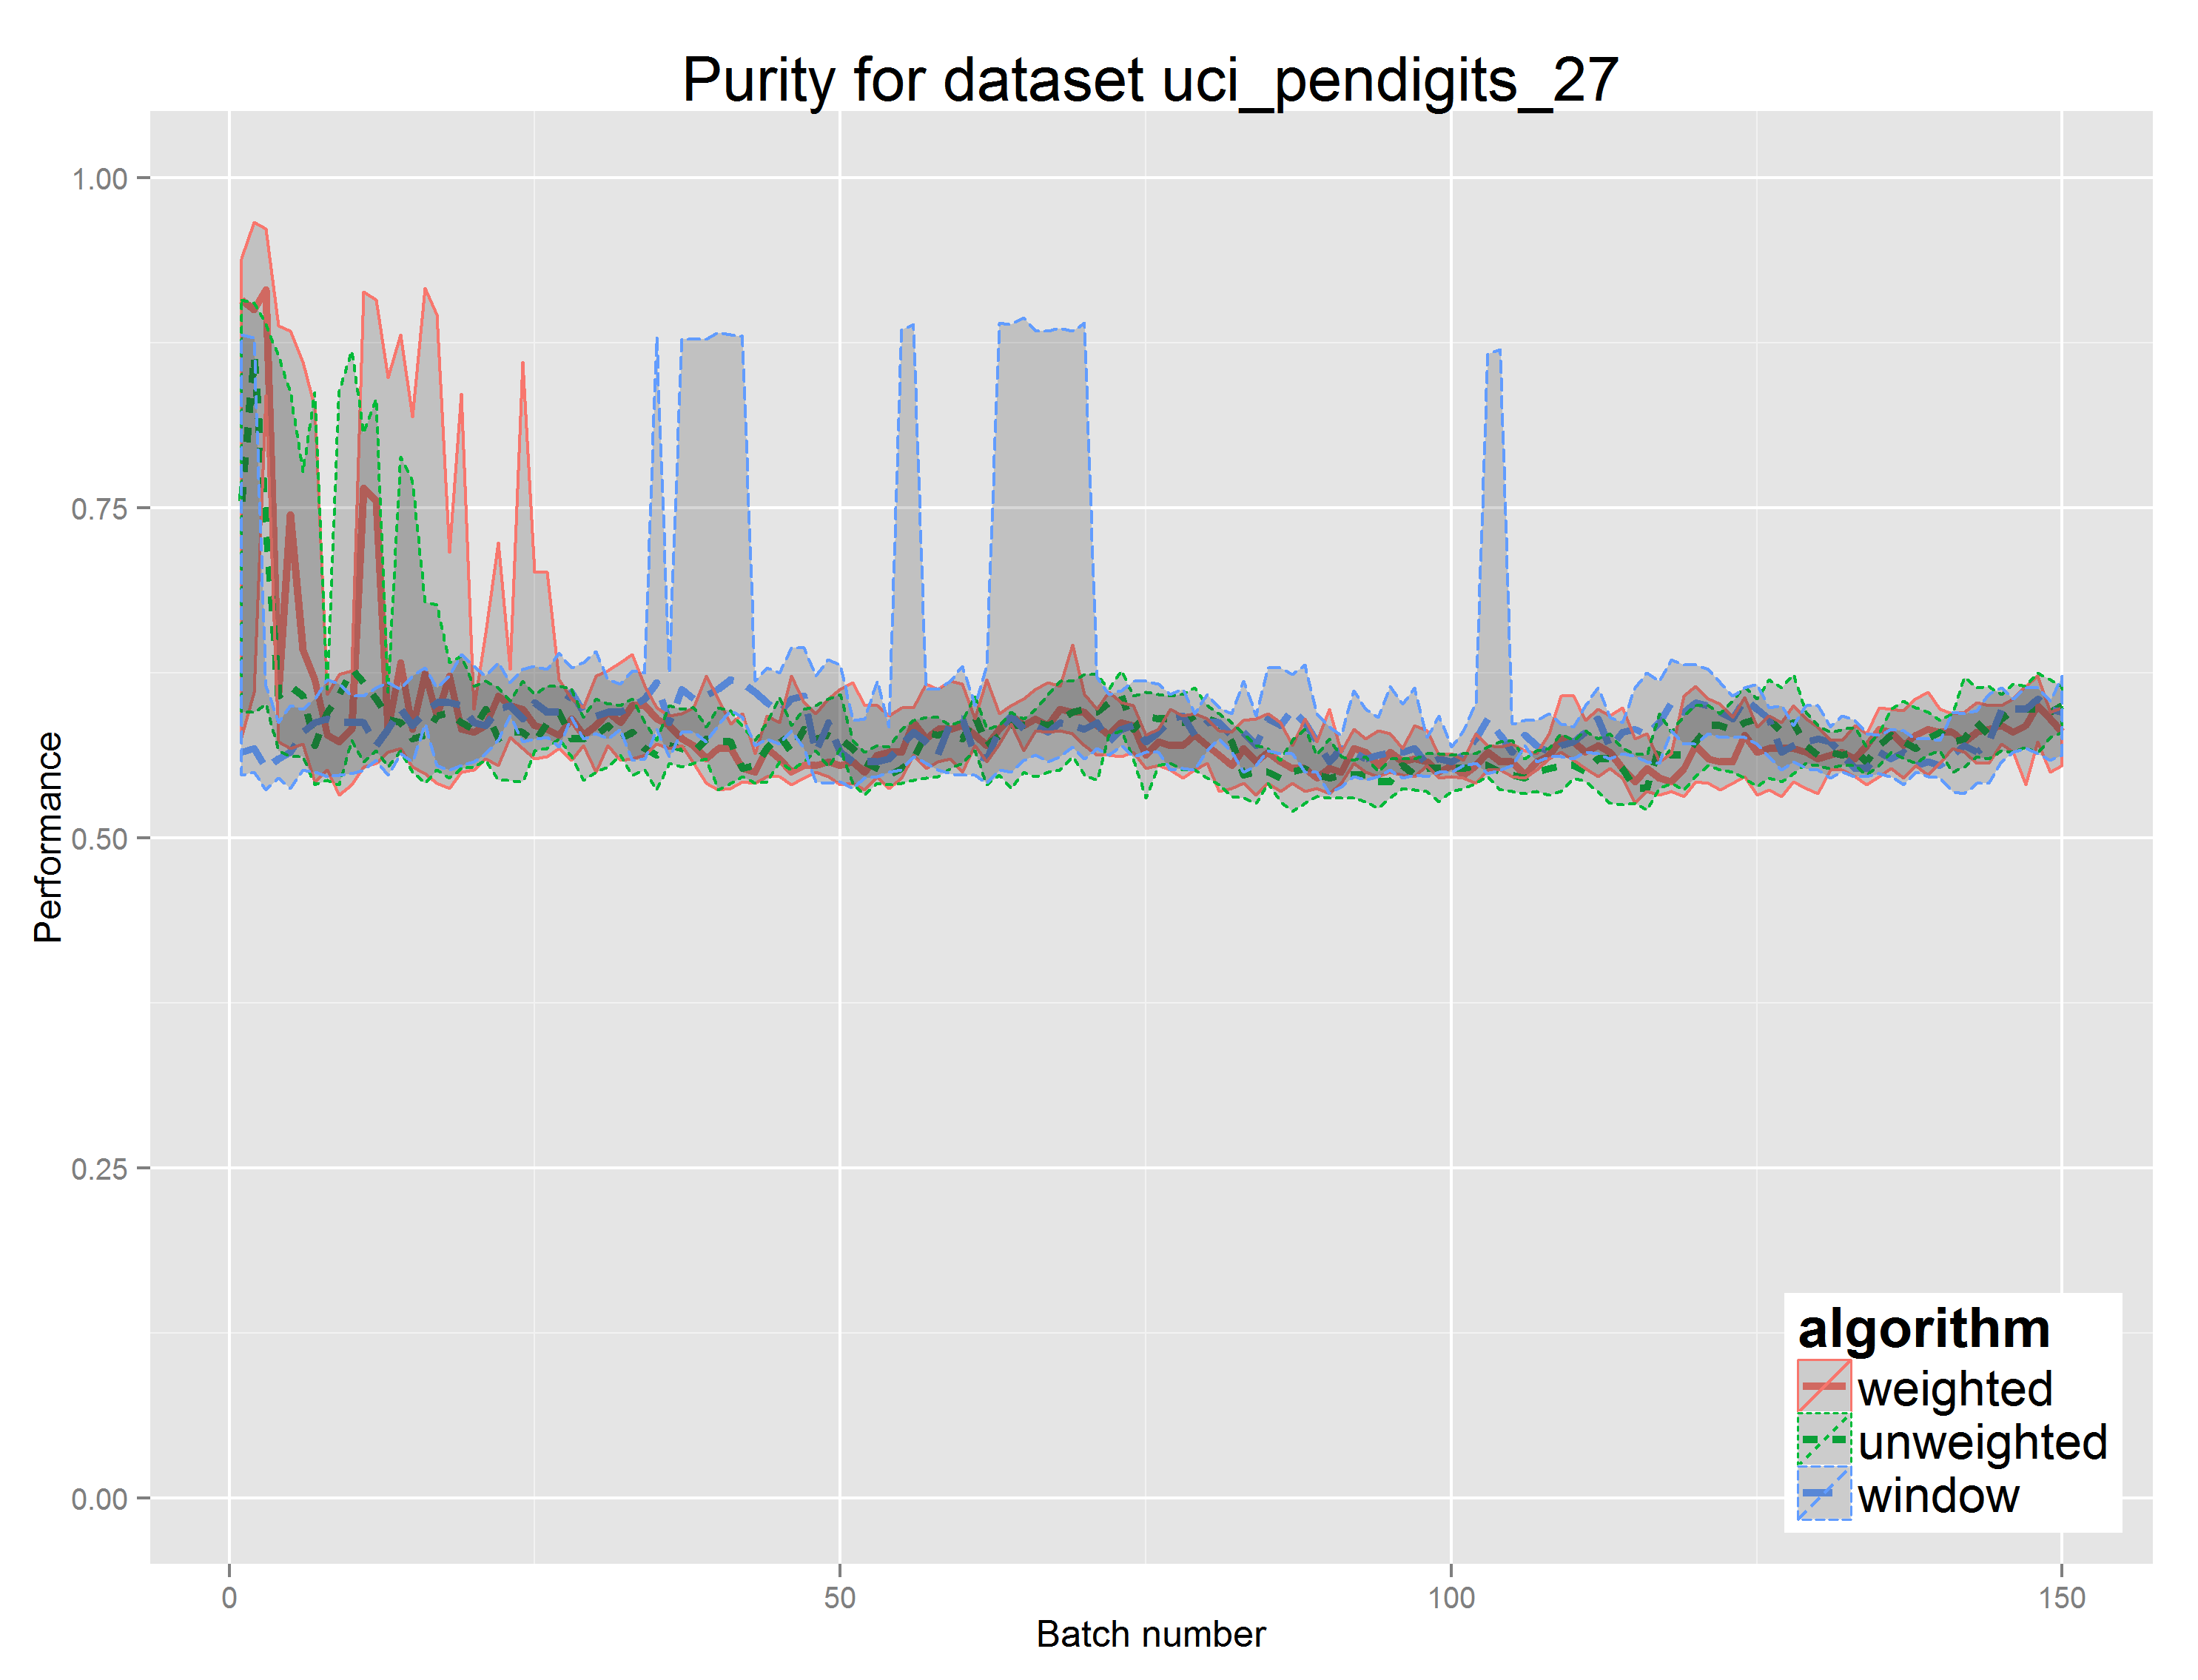 Purity for dataset uci_pendigits_27
1.00
0.75
0.50
0.25
0.00
Performance
0
50
100
150
Batch number
algorithm
weighted
unweighted
window